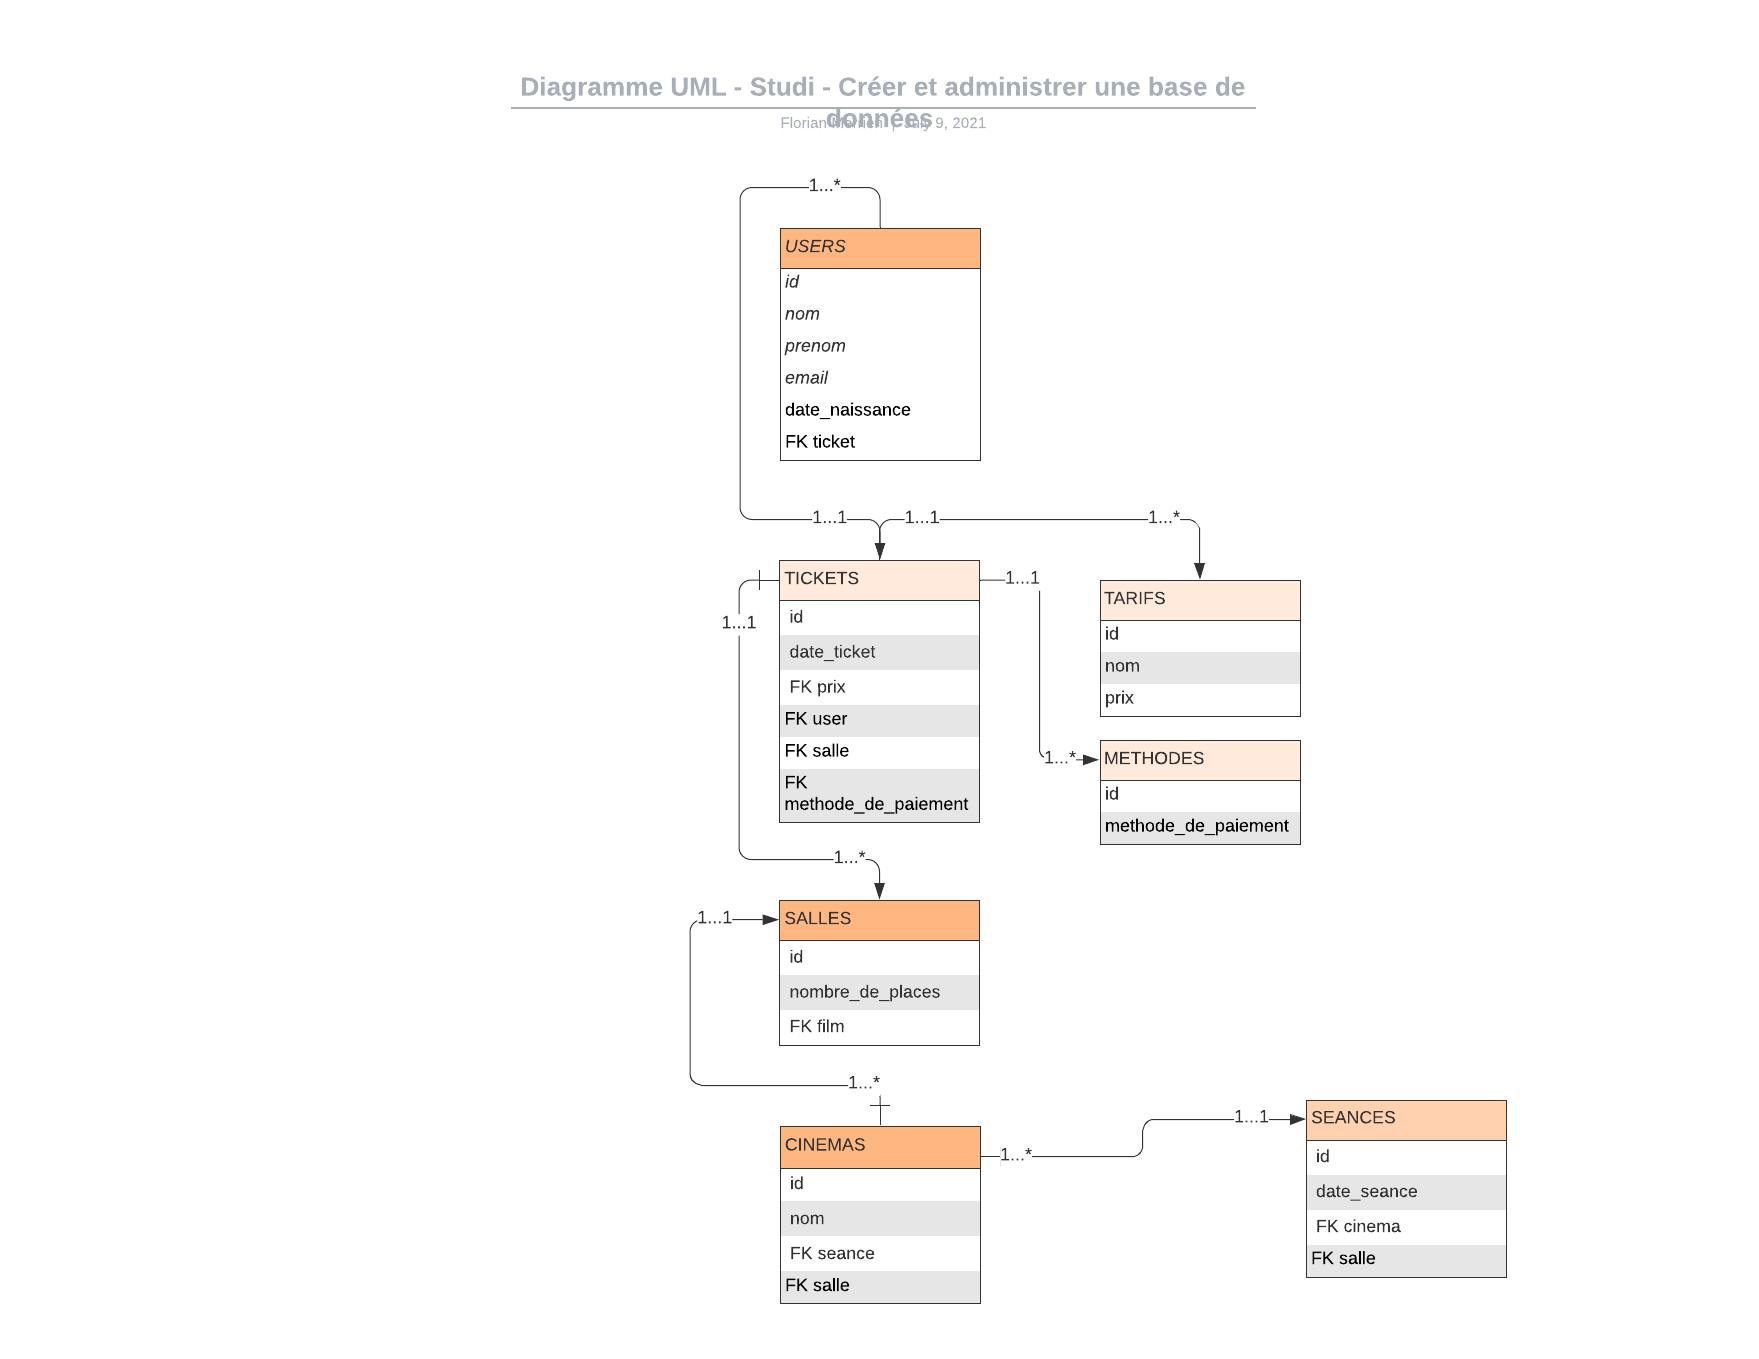 Diagramme UML - Studi - Créer et administrer une base de
données
Florian Merrien | July 9, 2021
1...*
USERS
id
nom
prenom
email
date_naissance
FK ticket
1...1
1...1
1...*
TICKETS
id
date_ticket
FK prix
FK user
FK salle
FK
methode_de_paiement
1...1
1...1
TARIFS
id
nom
prix
1...*
METHODES
id
methode_de_paiement
1...*
1...1
SALLES
id
nombre_de_places
FK film
1...*
CINEMAS
id
nom
FK seance
FK salle
1...*
1...1
SEANCES
id
date_seance
FK cinema
FK salle